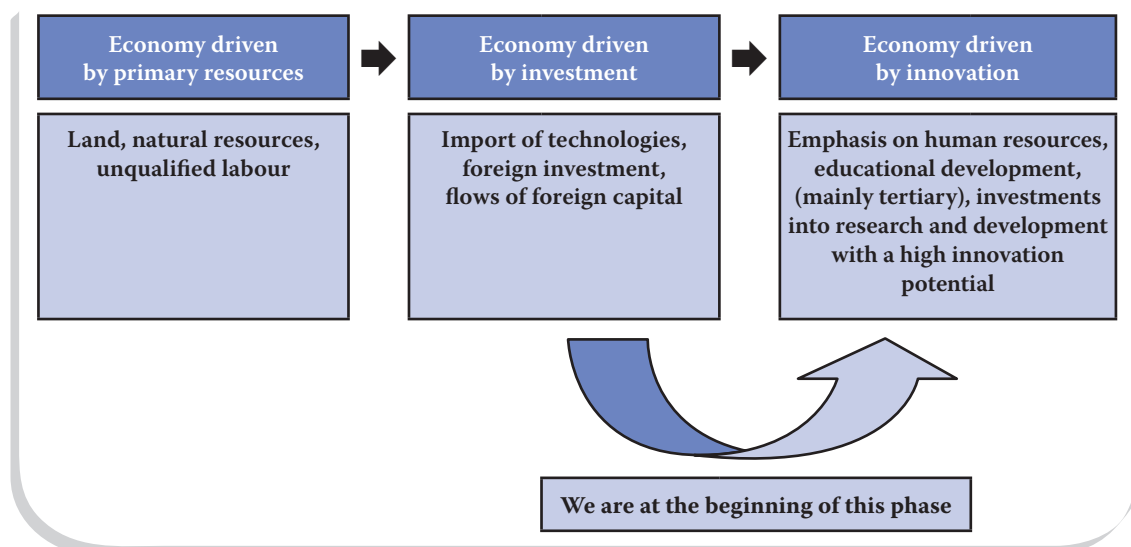 Economy driven
by primary resources
Economy driven
by investment
Economy driven
by innovation
Land, natural resources,
unqualified labour
Import of technologies,
foreign investment,
flows of foreign capital
Emphasis on human resources,
educational development,
(mainly tertiary), investments
into research and development
with a high innovation
potential
We are at the beginning of this phase